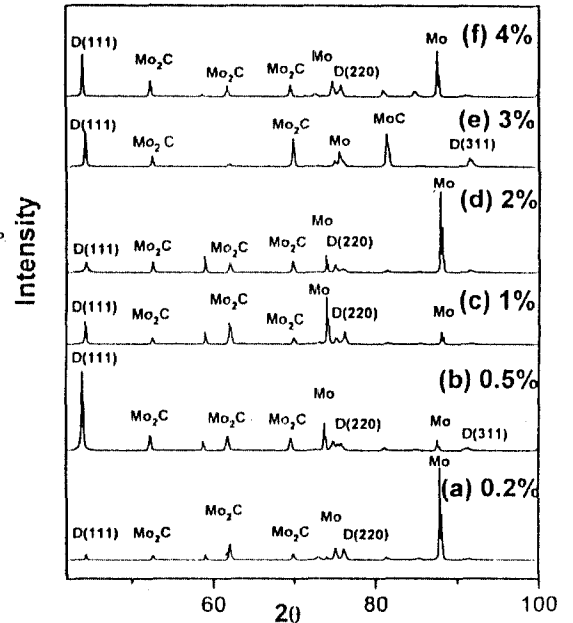 D(111) Mo₂C Mo₂C Mo₂C Mo D(220) Mo (f) 4%
D(111) Mo₂C Mo₂C Mo MoC D(311) (e) 3%
D(111) Mo₂C Mo₂C Mo₂C Mo D(220) Mo (d) 2%
D(111) Mo₂C Mo₂C Mo₂C Mo D(220) Mo (c) 1%
D(111) Mo₂C Mo₂C Mo₂C Mo D(220) Mo D(311) (b) 0.5%
D(111) Mo₂C Mo₂C Mo₂C Mo D(220) Mo (a) 0.2%
Intensity
60 80 100
2θ